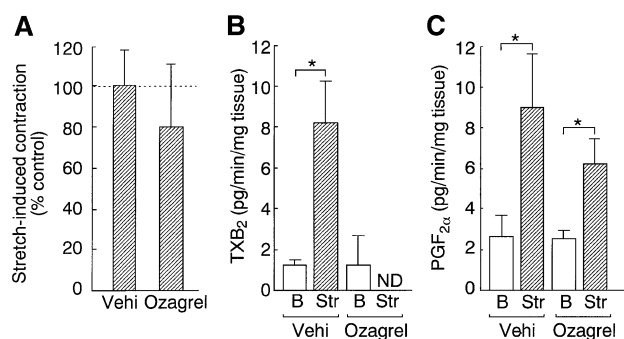 A
Stretch-induced contraction
(% control)
120
100
80
60
40
20
0
Vehi Ozagrel
B
TXB2 (pg/min/mg tissue)
12
10
8
6
4
2
0
*
ND
B Str B Str
Vehi Ozagrel
C
PGF2α (pg/min/mg tissue)
12
10
8
6
4
2
0
*
*
B Str B Str
Vehi Ozagrel